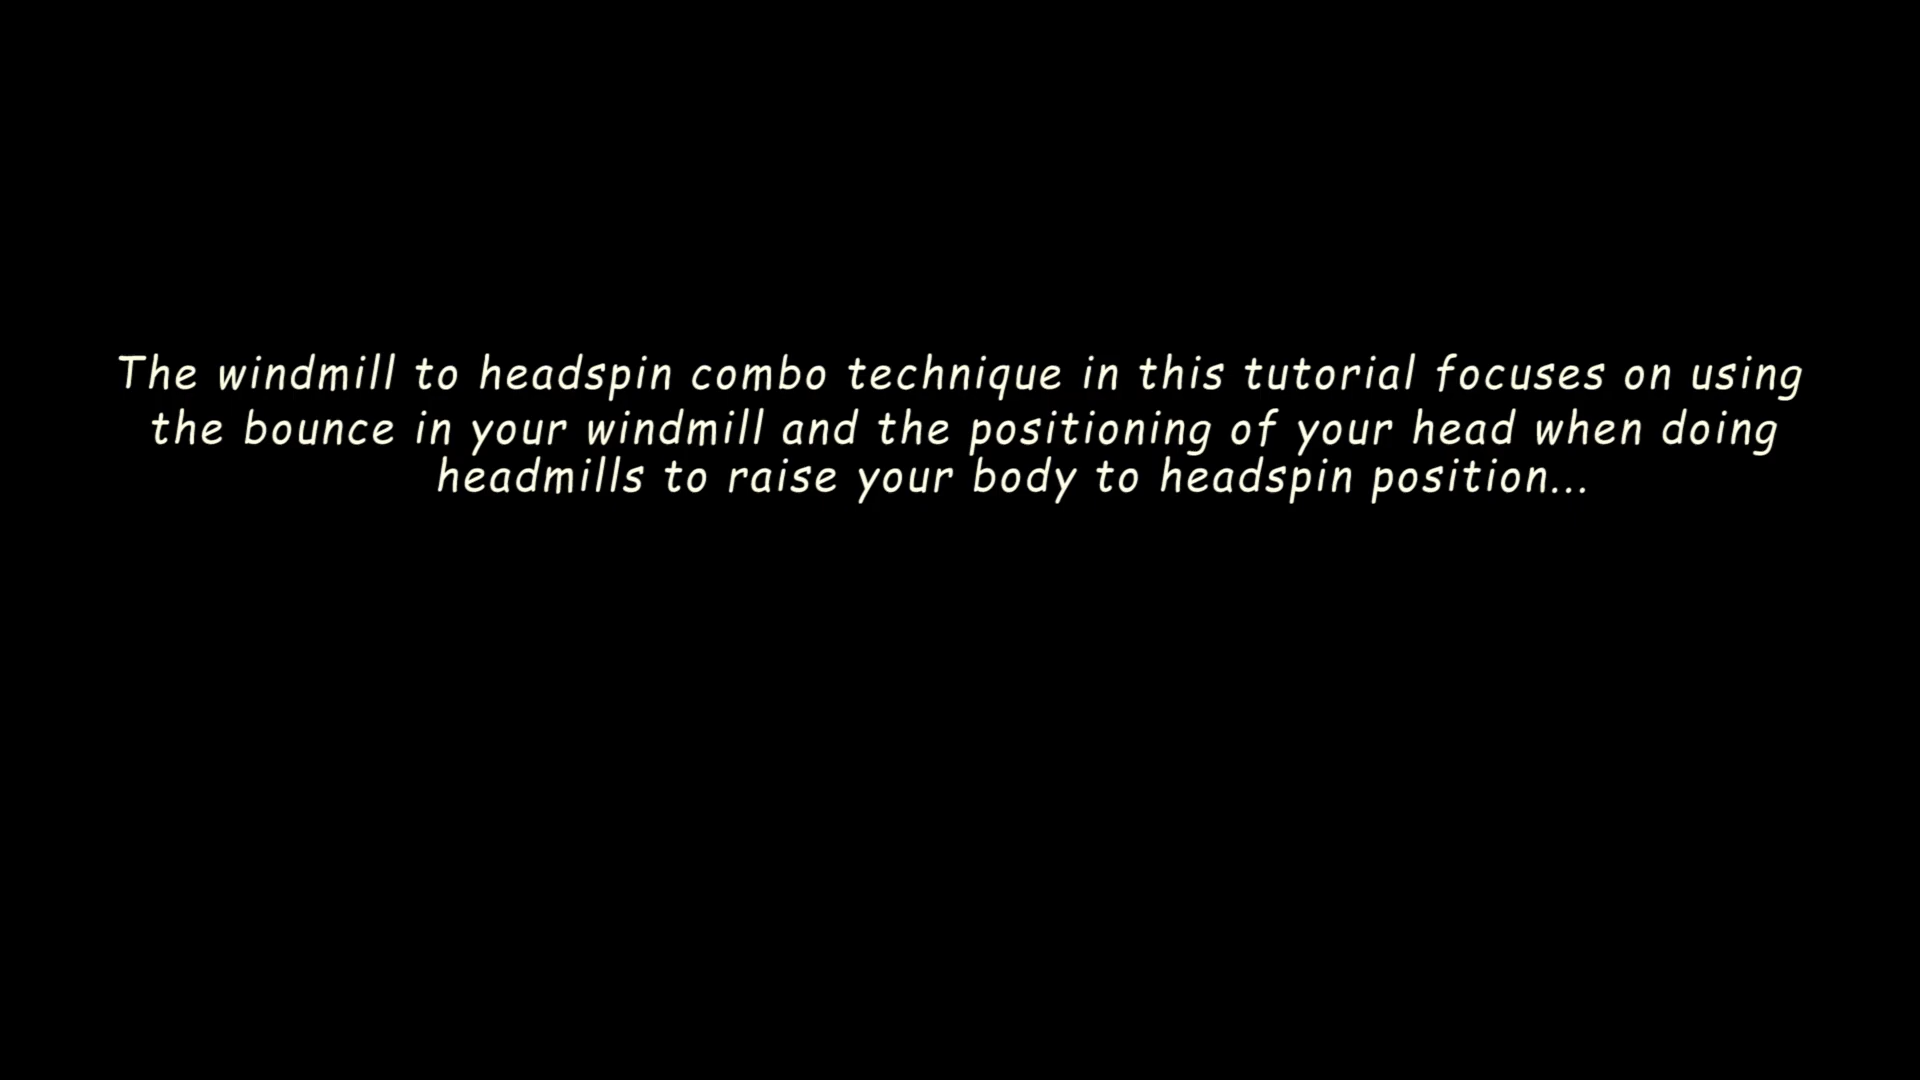 The windmill to headspin combo technique in this tutorial focuses on using
the bounce in your windmill and the positioning of your head when doing
headmills to raise your body to headspin position...